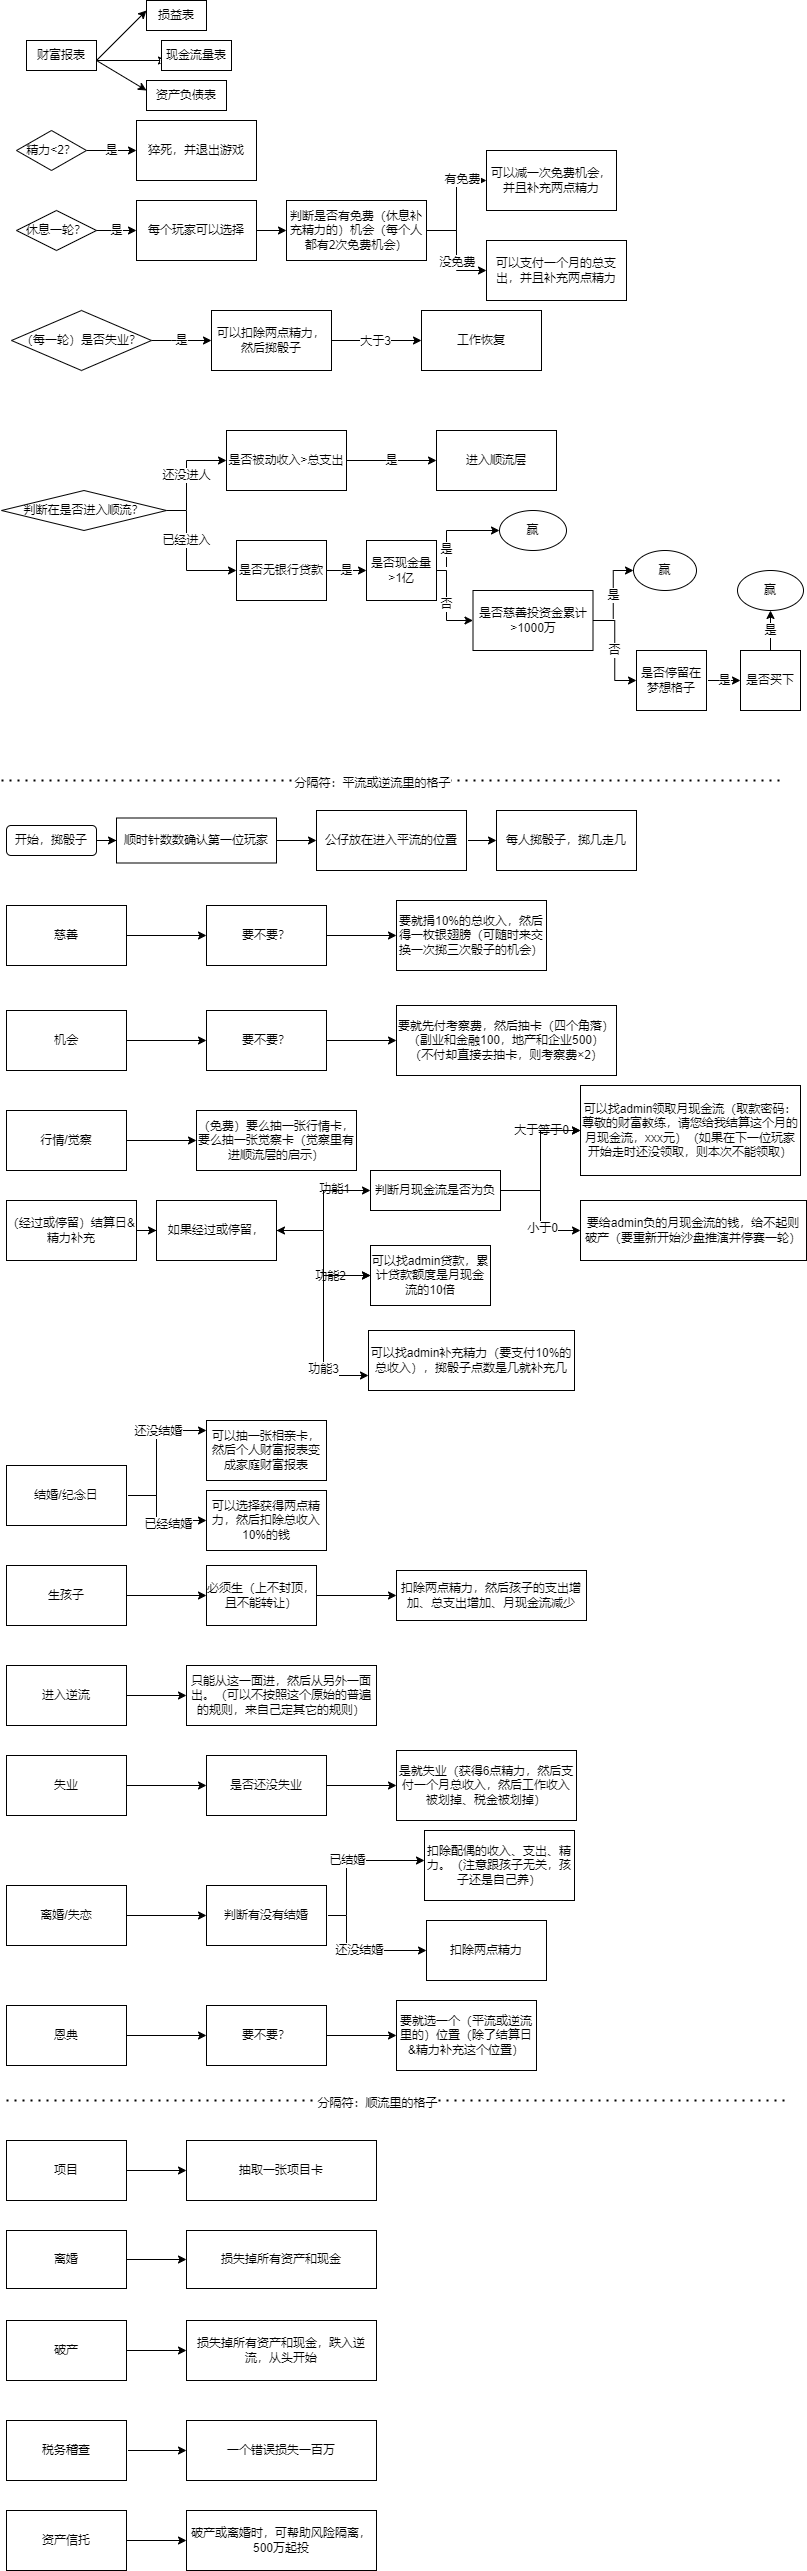 损益表
财富报表
现金流量表
资产负债表
精力<2?
是
猝死，并退出游戏
有免费
可以减一次免费机会，
并且补充两点精力
休息一轮?
是
每个玩家可以选择
判断是否有免费（休息补
充精力的）机会（每个人
都有2次免费机会）
没免费
可以支付一个月的总支
出，并且补充两点精力
（每一轮）是否失业?
是
可以扣除两点精力，
然后掷骰子
大于3
工作恢复
还没进人
是否被动收入>总支出
是
进入顺流层
判断在是否进入顺流?
已经进入
是否无银行贷款
是
是否现金量
>1亿
是
赢
否
是否慈善投资金累计
>1000万
是
赢
否
是否停留在
梦想格子
是
是否买下
是
赢
分隔符：平流或逆流里的格子
开始，掷骰子
顺时针数数确认第一位玩家
公仔放在进入平流的位置
每人掷骰子，掷几走几
慈善
要不要?
要就捐10%的总收入，然后
得一枚银翅膀（可随时来交
换一次掷三次骰子的机会）
机会
要不要?
要就先付考察费，然后抽卡（四个角落）
（副业和金融100，地产和企业500）
（不付却直接去抽卡，则考察费×2）
行情/觉察
（免费）要么抽一张行情卡，
要么抽一张觉察卡（觉察里有
进顺流层的启示）
大于等于0
可以找admin领取月现金流（取款密码：
尊敬的财富教练，请您给我结算这个月的
月现金流，xxx元）（如果在下一位玩家
开始走时还没领取，则本次不能领取）
（经过或停留）结算日&
精力补充
如果经过或停留，
功能1
判断月现金流是否为负
小于0
要给admin负的月现金流的钱，给不起则
破产（要重新开始沙盘推演并停赛一轮）
功能2
可以找admin贷款，累
计贷款额度是月现金
流的10倍
功能3
可以找admin补充精力（要支付10%的
总收入），掷骰子点数是几就补充几
结婚/纪念日
还没结婚
可以抽一张相亲卡，
然后个人财富报表变
成家庭财富报表
已经结婚
可以选择获得两点精
力，然后扣除总收入
10%的钱
生孩子
必须生（上不封顶，
且不能转让）
扣除两点精力，然后孩子的支出增
加、总支出增加、月现金流减少
进入逆流
只能从这一面进，然后从另外一面
出。（可以不按照这个原始的普遍
的规则，来自己定其它的规则）
失业
是否还没失业
是就失业（获得6点精力，然后支
付一个月总收入，然后工作收入
被划掉、税金被划掉）
离婚/失恋
判断有没有结婚
已结婚
扣除配偶的收入、支出、精
力。（注意跟孩子无关，孩
子还是自己养）
还没结婚
扣除两点精力
恩典
要不要?
要就选一个（平流或逆流
里的）位置（除了结算日
&精力补充这个位置）
分隔符：顺流里的格子
项目
抽取一张项目卡
离婚
损失掉所有资产和现金
破产
损失掉所有资产和现金，跌入逆
流，从头开始
税务稽查
一个错误损失一百万
资产信托
破产或离婚时，可帮助风险隔离，
500万起投